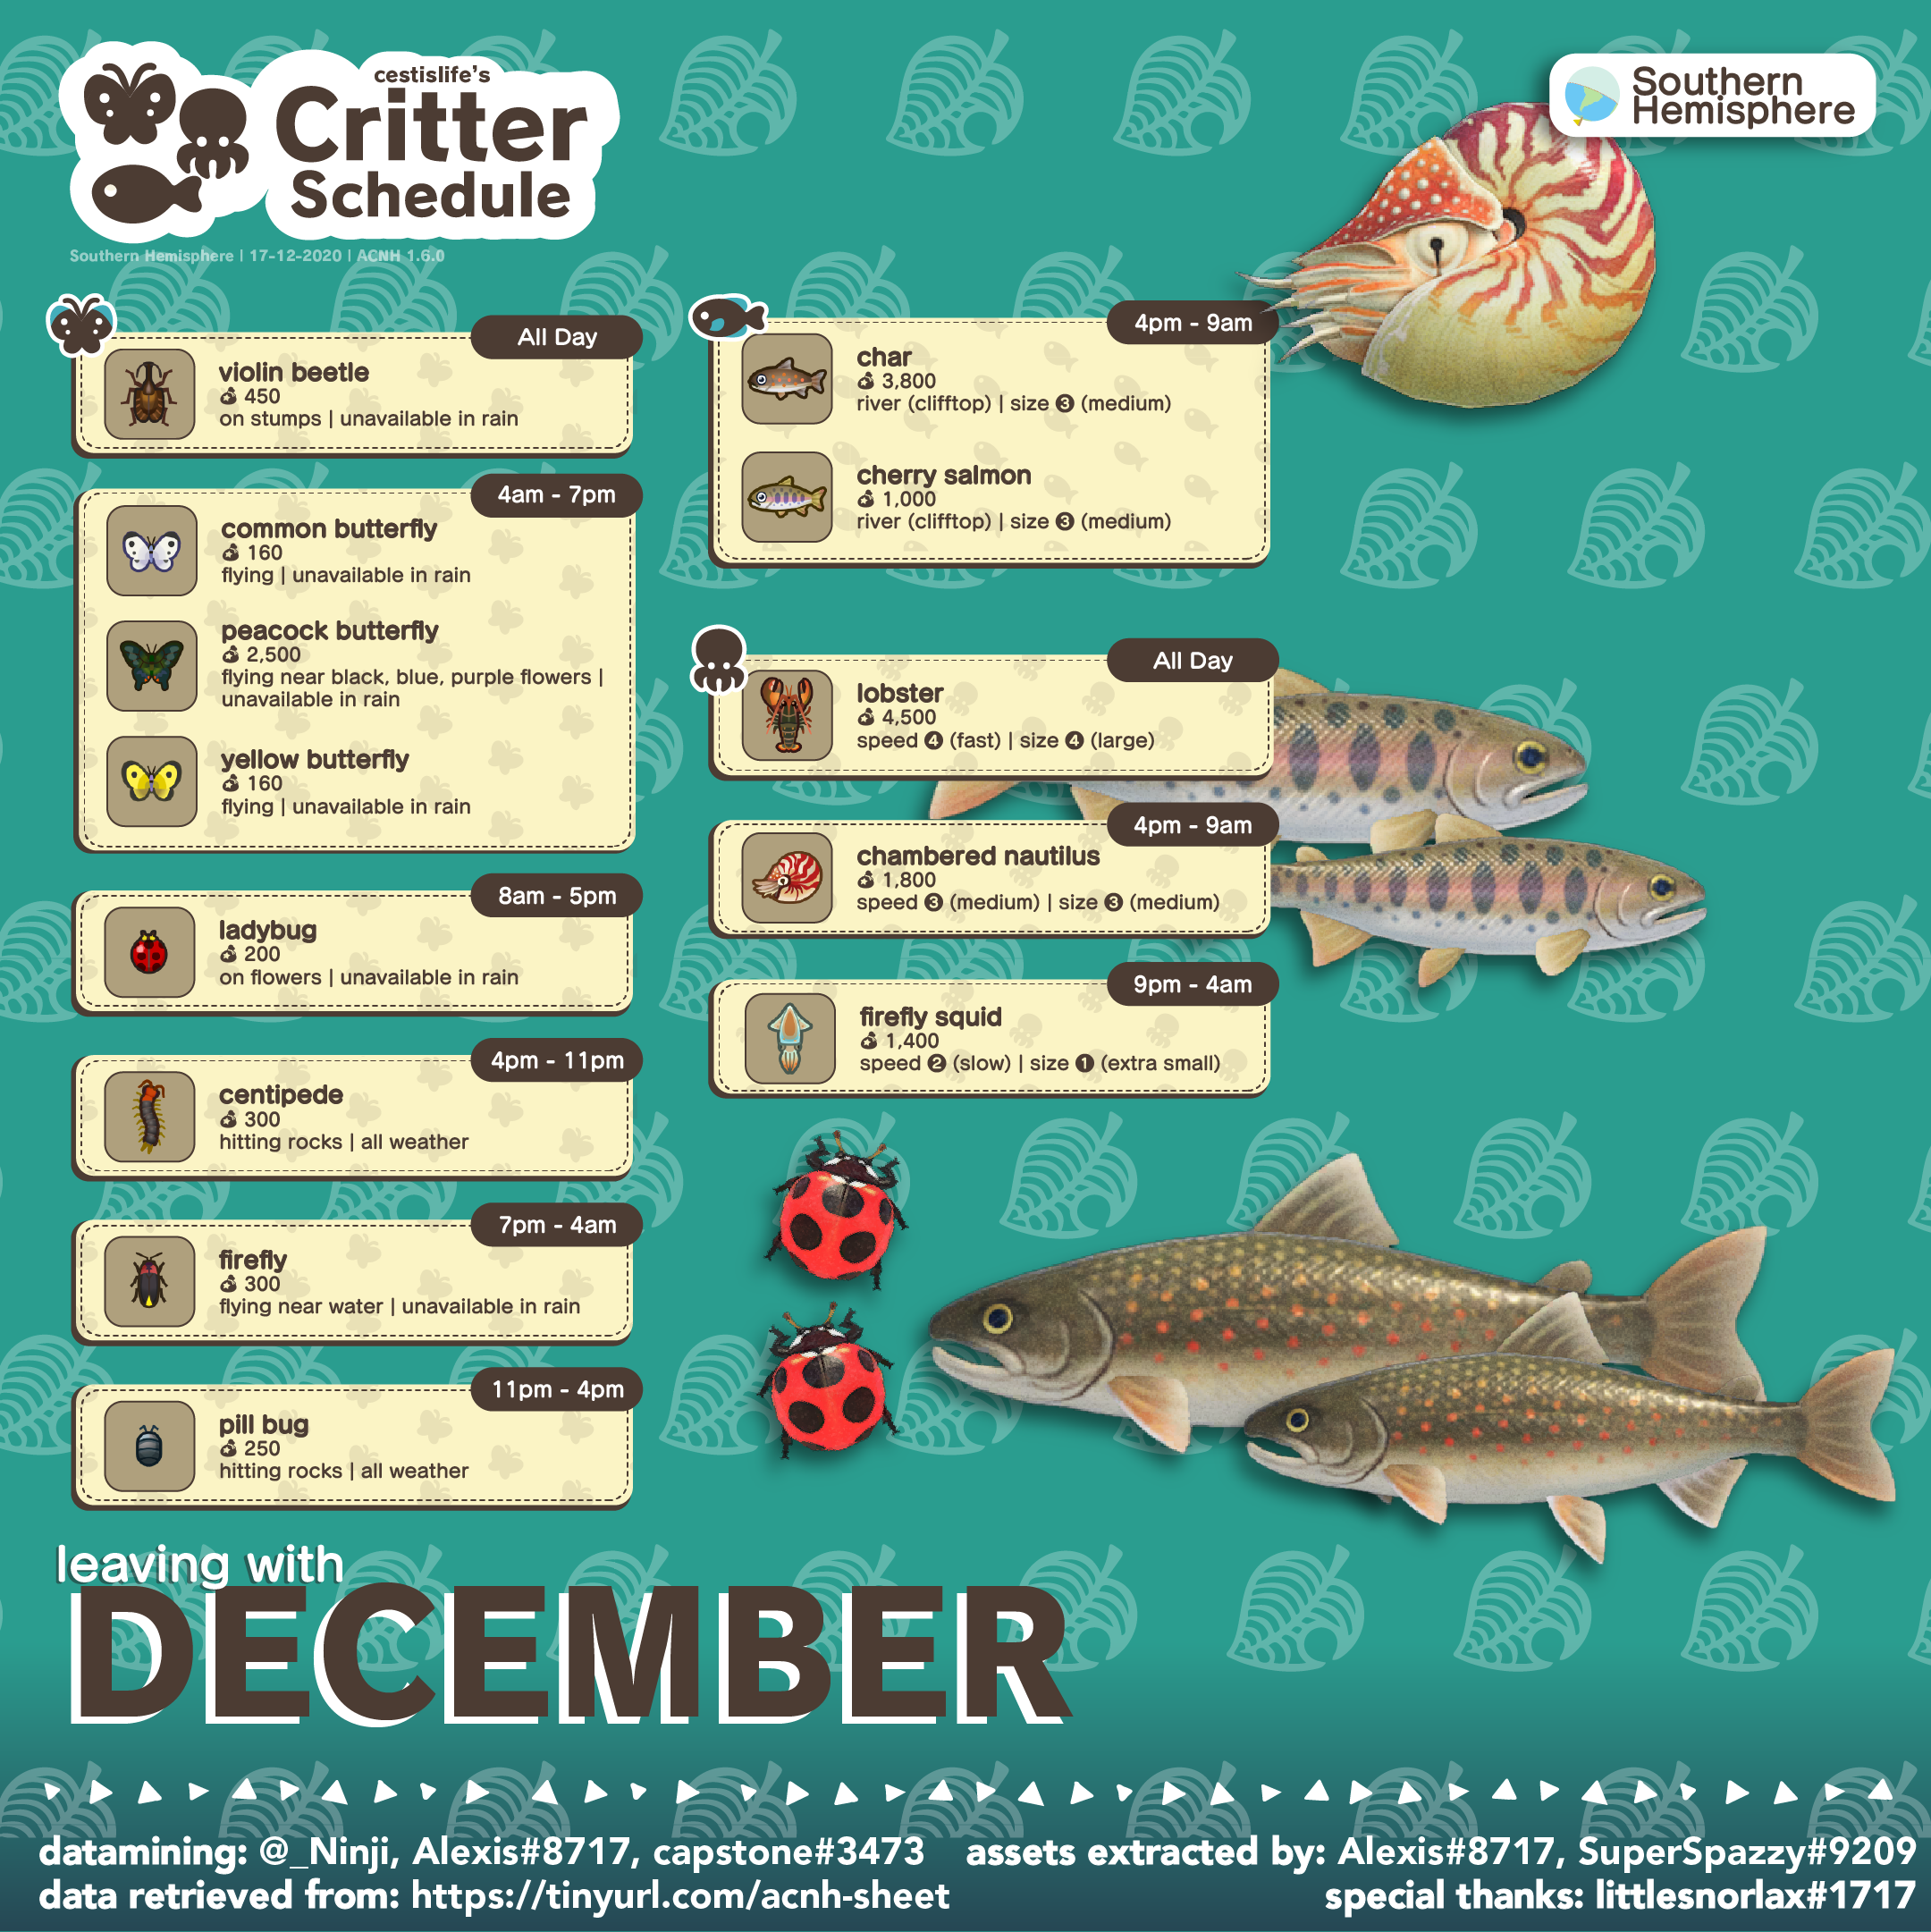 cestislife's
Critter
Schedule
Southern Hemisphere | 17-12-2020 | ACNH 1.6.0
Southern
Hemisphere
All Day
violin beetle
450
on stumps | unavailable in rain
4am - 7pm
common butterfly
160
flying | unavailable in rain
peacock butterfly
2,500
flying near black, blue, purple flowers |
unavailable in rain
yellow butterfly
160
flying | unavailable in rain
8am - 5pm
ladybug
200
on flowers | unavailable in rain
4pm - 11pm
centipede
300
hitting rocks | all weather
7pm - 4am
firefly
300
flying near water | unavailable in rain
11pm - 4pm
pill bug
250
hitting rocks | all weather
4pm - 9am
char
3,800
river (clifftop) | size 3 (medium)
cherry salmon
1,000
river (clifftop) | size 3 (medium)
All Day
lobster
4,500
speed 4 (fast) | size 4 (large)
4pm - 9am
chambered nautilus
1,800
speed 3 (medium) | size 3 (medium)
9pm - 4am
firefly squid
1,400
speed 2 (slow) | size 1 (extra small)
leaving with
DECEMBER
datamining: @_Ninji, Alexis#8717, capstone#3473
data retrieved from: https://tinyurl.com/acnh-sheet
assets extracted by: Alexis#8717, SuperSpazzy#9209
special thanks: littlesnorlax#1717